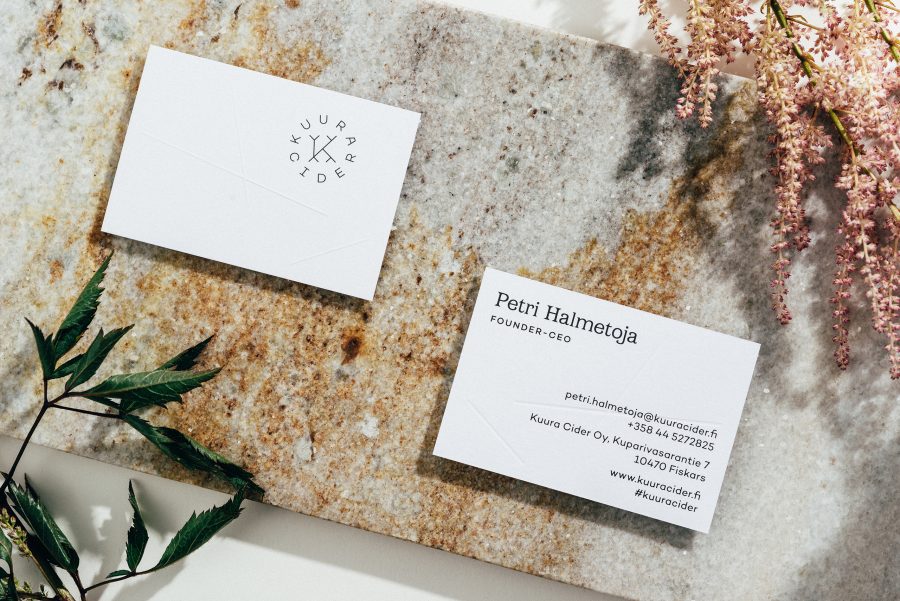 KUURA CIDER
K
Petri Halmetoja
FOUNDER-CEO
petri.halmetoja@kuuracider.fi
+358 44 5272825
Kuura Cider Oy, Kuparivasarantie 7
10470 Fiskars
www.kuuracider.fi
#kuuracider